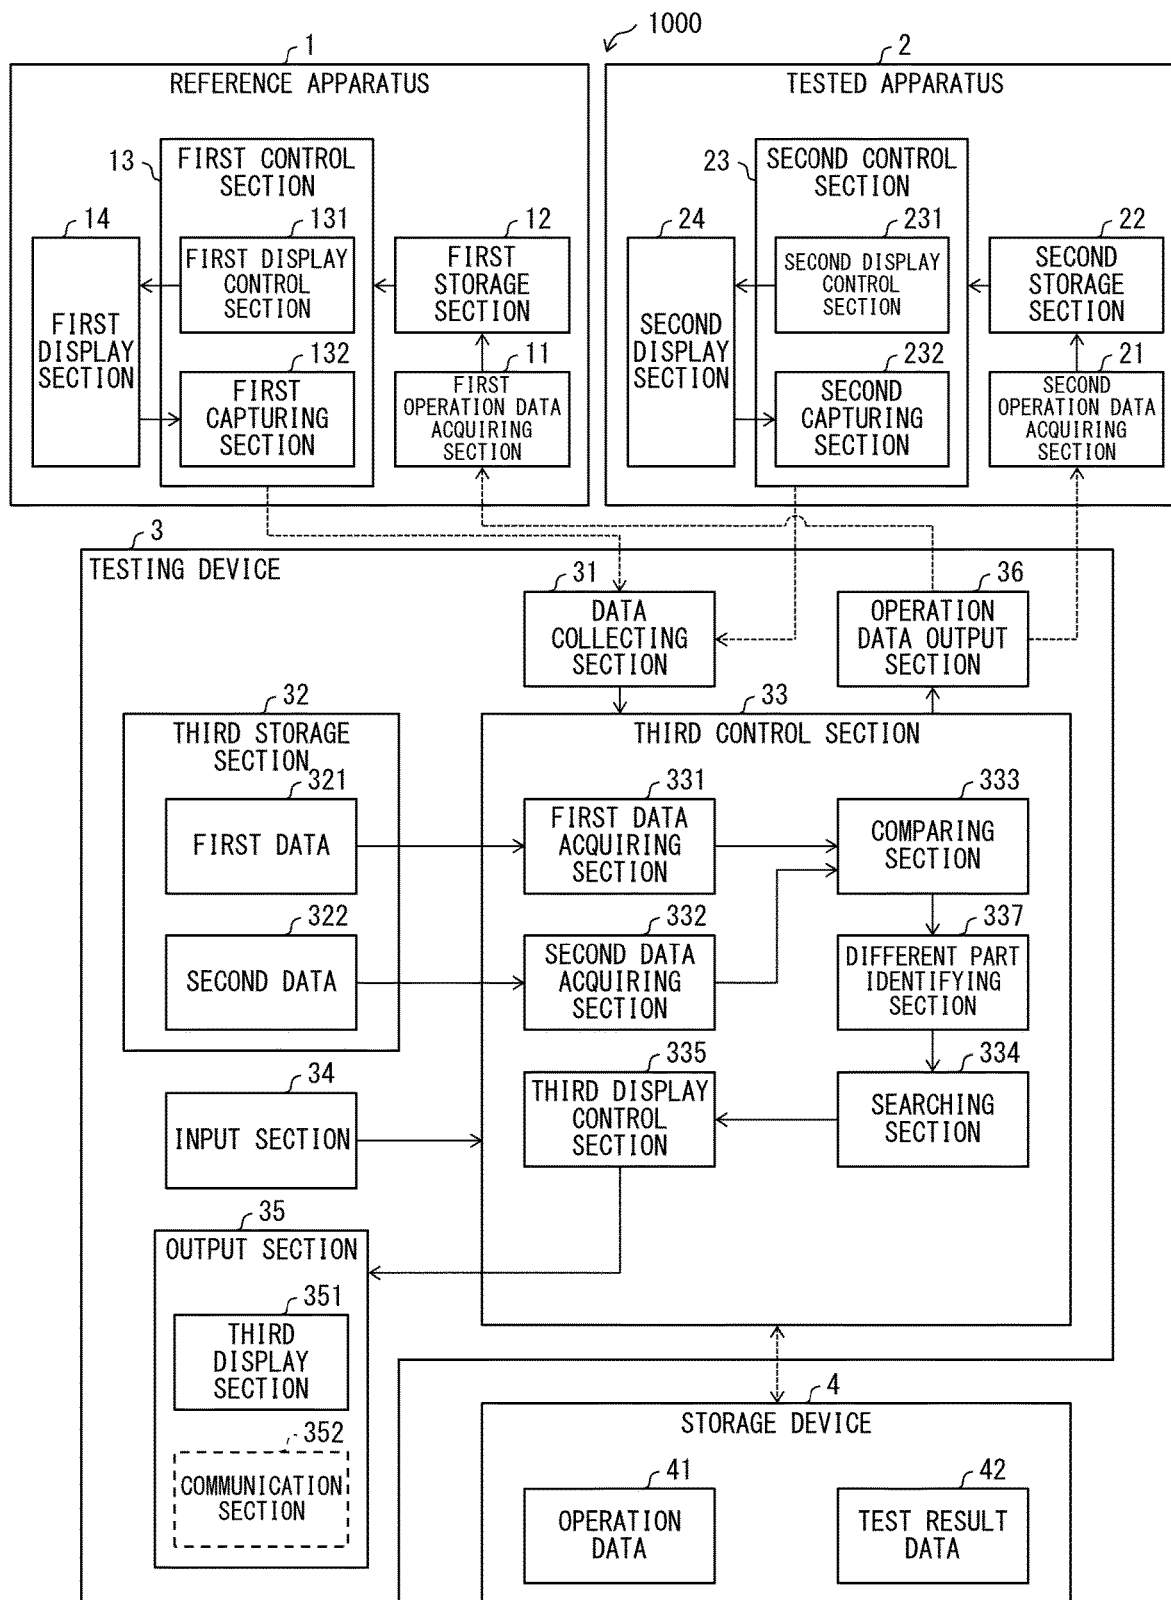 1000
1
REFERENCE APPARATUS
13
FIRST CONTROL
SECTION
14
FIRST
DISPLAY
SECTION
131
FIRST DISPLAY
CONTROL
SECTION
132
FIRST
CAPTURING
SECTION
12
FIRST
STORAGE
SECTION
11
FIRST
OPERATION DATA
ACQUIRING
SECTION
2
TESTED APPARATUS
23
SECOND CONTROL
SECTION
24
SECOND
DISPLAY
SECTION
231
SECOND DISPLAY
CONTROL
SECTION
232
SECOND
CAPTURING
SECTION
22
SECOND
STORAGE
SECTION
21
SECOND
OPERATION DATA
ACQUIRING
SECTION
3
TESTING DEVICE
31
DATA
COLLECTING
SECTION
36
OPERATION
DATA OUTPUT
SECTION
32
THIRD STORAGE
SECTION
321
FIRST DATA
322
SECOND DATA
33
THIRD CONTROL SECTION
331
FIRST DATA
ACQUIRING
SECTION
333
COMPARING
SECTION
332
SECOND DATA
ACQUIRING
SECTION
337
DIFFERENT PART
IDENTIFYING
SECTION
335
THIRD DISPLAY
CONTROL
SECTION
334
SEARCHING
SECTION
34
INPUT SECTION
35
OUTPUT SECTION
351
THIRD
DISPLAY
SECTION
352
COMMUNICATION
SECTION
4
STORAGE DEVICE
41
OPERATION
DATA
42
TEST RESULT
DATA